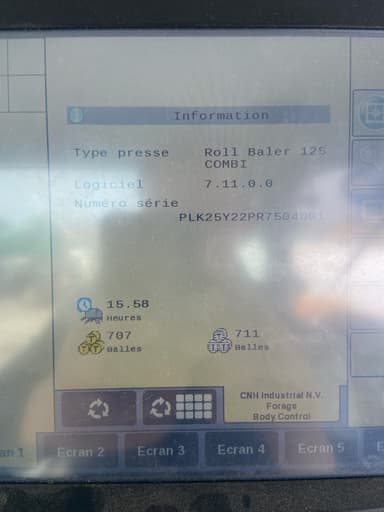 Information
Type presse Roll Baler 125
COMBI
Logiciel 7.11.0.0
Numéro série
15.58
Heures
707
Balles
711
Balles
CNH Industrial N.V.
Forage
Body Control
Ecran 2 Ecran 3 Ecran 4 Ecran 5